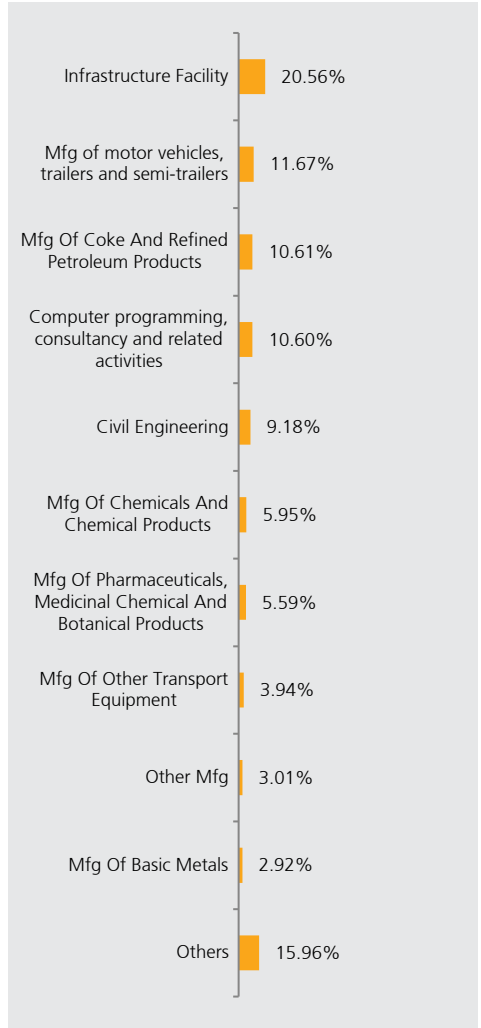 Infrastructure Facility
20.56%
Mfg of motor vehicles,
trailers and semi-trailers
11.67%
Mfg Of Coke And Refined
Petroleum Products
10.61%
Computer programming,
consultancy and related
activities
10.60%
Civil Engineering
9.18%
Mfg Of Chemicals And
Chemical Products
5.95%
Mfg Of Pharmaceuticals,
Medicinal Chemical And
Botanical Products
5.59%
Mfg Of Other Transport
Equipment
3.94%
Other Mfg
3.01%
Mfg Of Basic Metals
2.92%
Others
15.96%